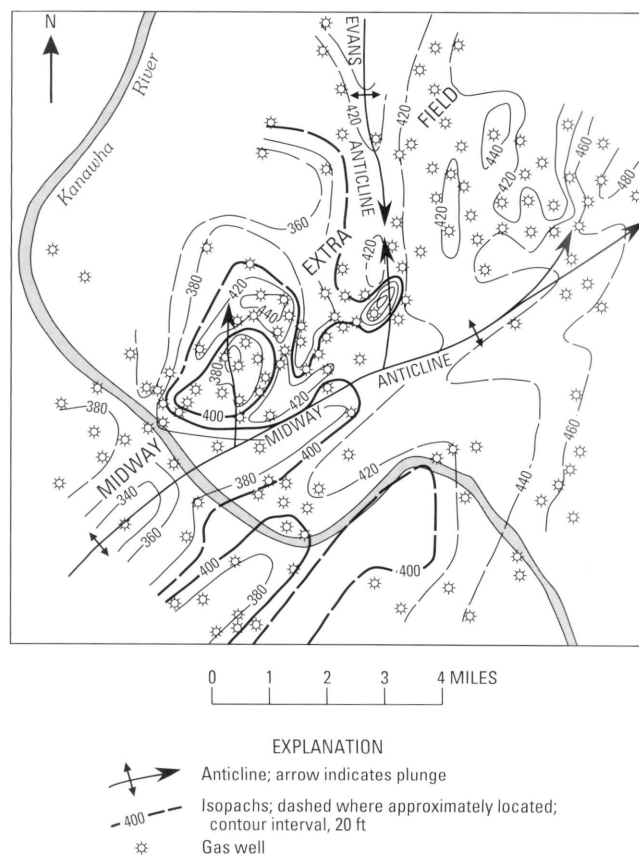 N
River
Kanawha
EVANS
ANTICLINE
EXTRA
FIELD
420
420
420
440
420
420
460
480
360
380
420
440
380
400
420
MIDWAY
ANTICLINE
MIDWAY
380
340
360
380
400
420
400
380
400
440
460
0 1 2 3 4 MILES
EXPLANATION
Anticline; arrow indicates plunge
400 Isopachs; dashed where approximately located;
contour interval, 20 ft
Gas well